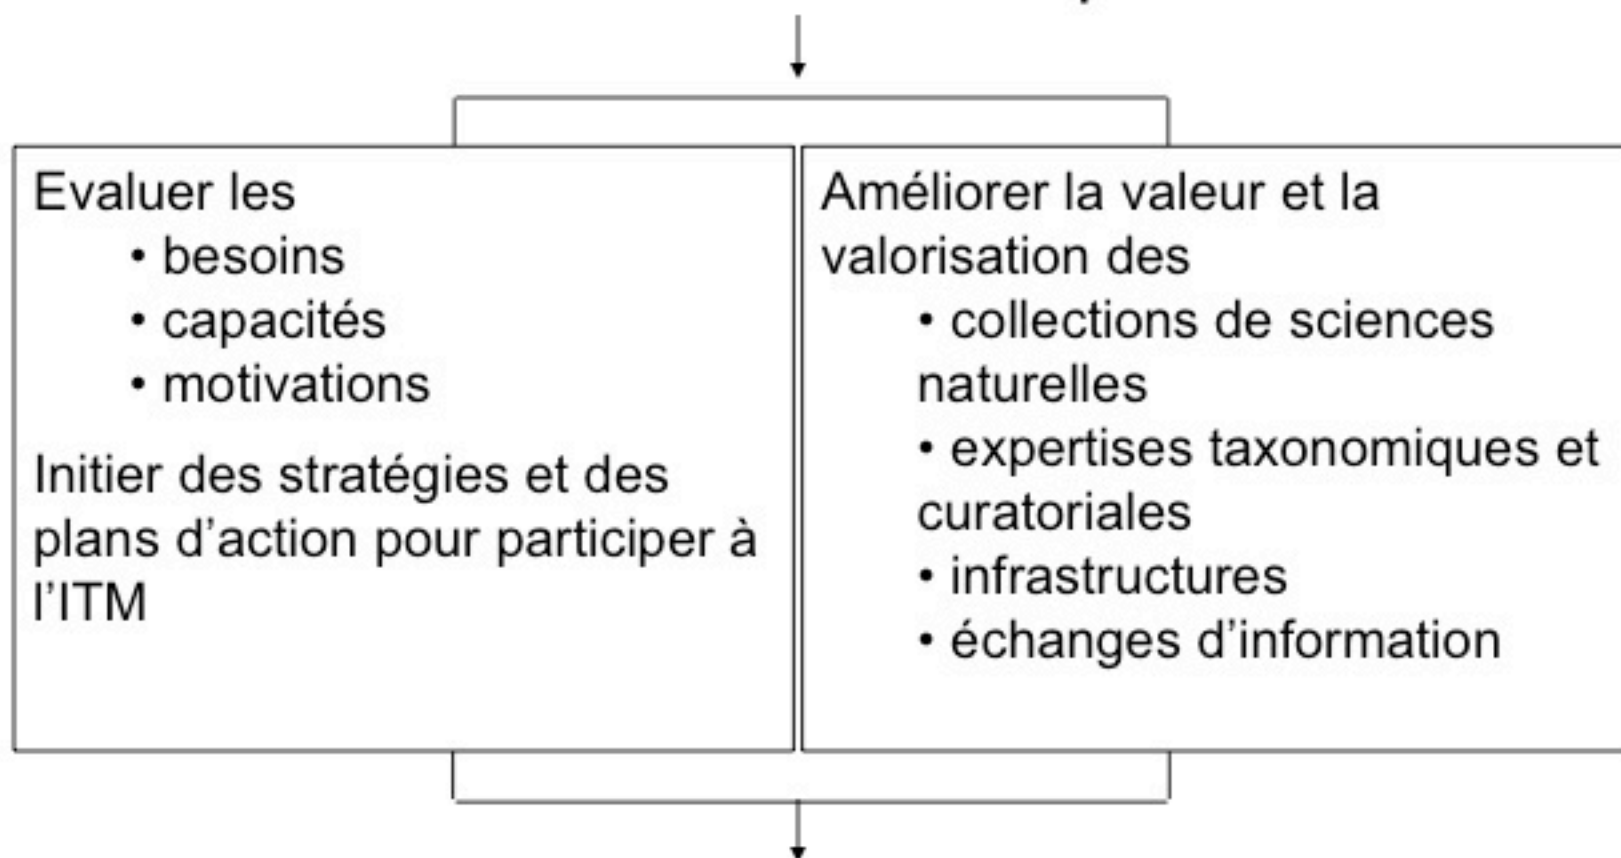 Evaluer les
• besoins
• capacités
• motivations
Initier des stratégies et des
plans d’action pour participer à
l’ITM
Améliorer la valeur et la
valorisation des
• collections de sciences
naturelles
• expertises taxonomiques et
curatoriales
• infrastructures
• échanges d’information